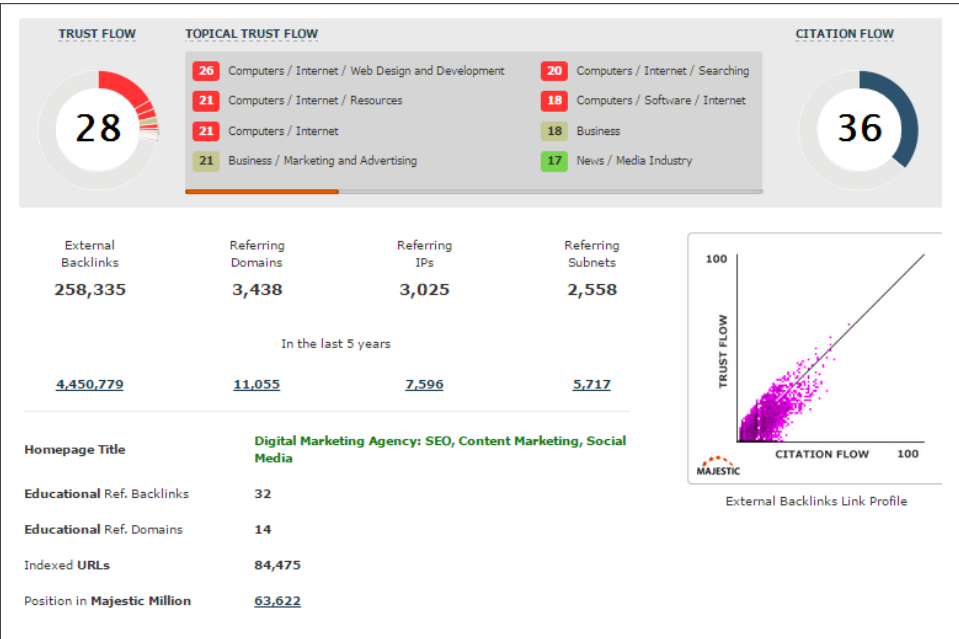 TRUST FLOW
TOPICAL TRUST FLOW
CITATION FLOW
28
26 Computers / Internet / Web Design and Development
21 Computers / Internet / Resources
21 Computers / Internet
21 Business / Marketing and Advertising
20 Computers / Internet / Searching
18 Computers / Software / Internet
18 Business
17 News / Media Industry
36
External
Backlinks
258,335
Referring
Domains
3,438
Referring
IPs
3,025
Referring
Subnets
2,558
In the last 5 years
4,450,779
11,055
7,596
5,717
Homepage Title
Digital Marketing Agency: SEO, Content Marketing, Social
Media
Educational Ref. Backlinks
32
Educational Ref. Domains
14
Indexed URLs
84,475
Position in Majestic Million
63,622
100
TRUST FLOW
CITATION FLOW
100
MAJESTIC
External Backlinks Link Profile